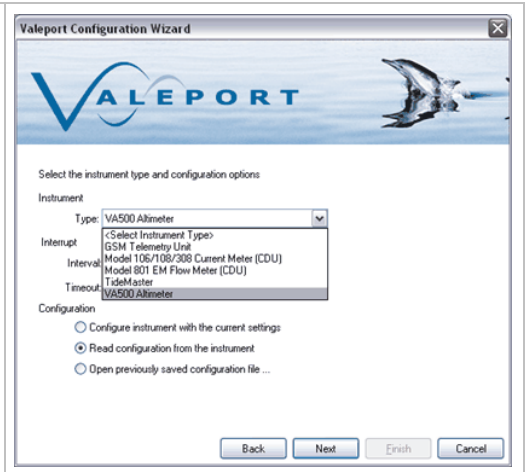 Valeport Configuration Wizard
VALEPORT
Select the instrument type and configuration options
Instrument
Type: VA500 Altimeter
<Select Instrument Type>
Interrupt
GSM Telemetry Unit
Model 106/108/308 Current Meter (CDU)
Interval:
Model 801 EM Flow Meter (CDU)
TideMaster
Timeout:
VA500 Altimeter
Configuration
Configure instrument with the current settings
Read configuration from the instrument
Open previously saved configuration file ...
Back Next Finish Cancel